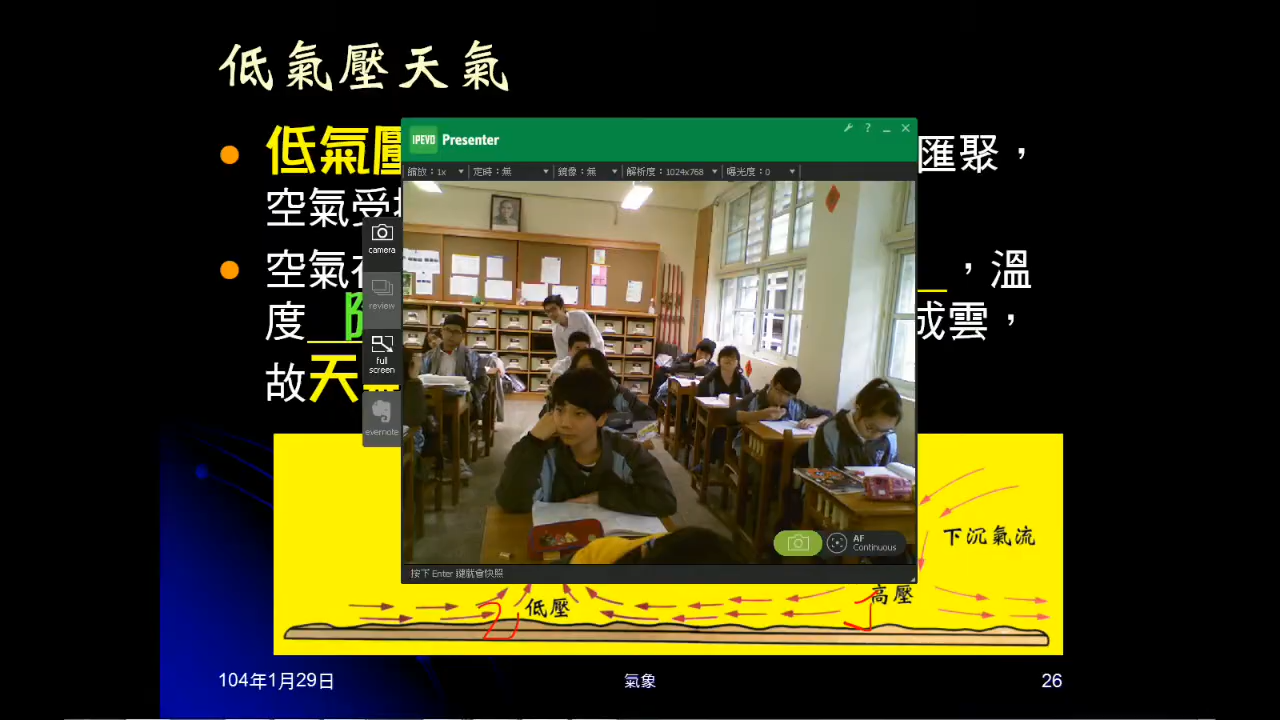 低氣壓天氣
低氣
匯聚，
空氣受
空氣
，溫
度
成雲，
故天
IPEVO Presenter
?
縮放：1x
定時：無
鏡像：無
解析度：1024x768
曝光度：0
camera
review
full
screen
evernote
AF
Continuous
按下 Enter 鍵就會快照
下沉氣流
高壓
低壓
2
1
104年1月29日
氣象
26